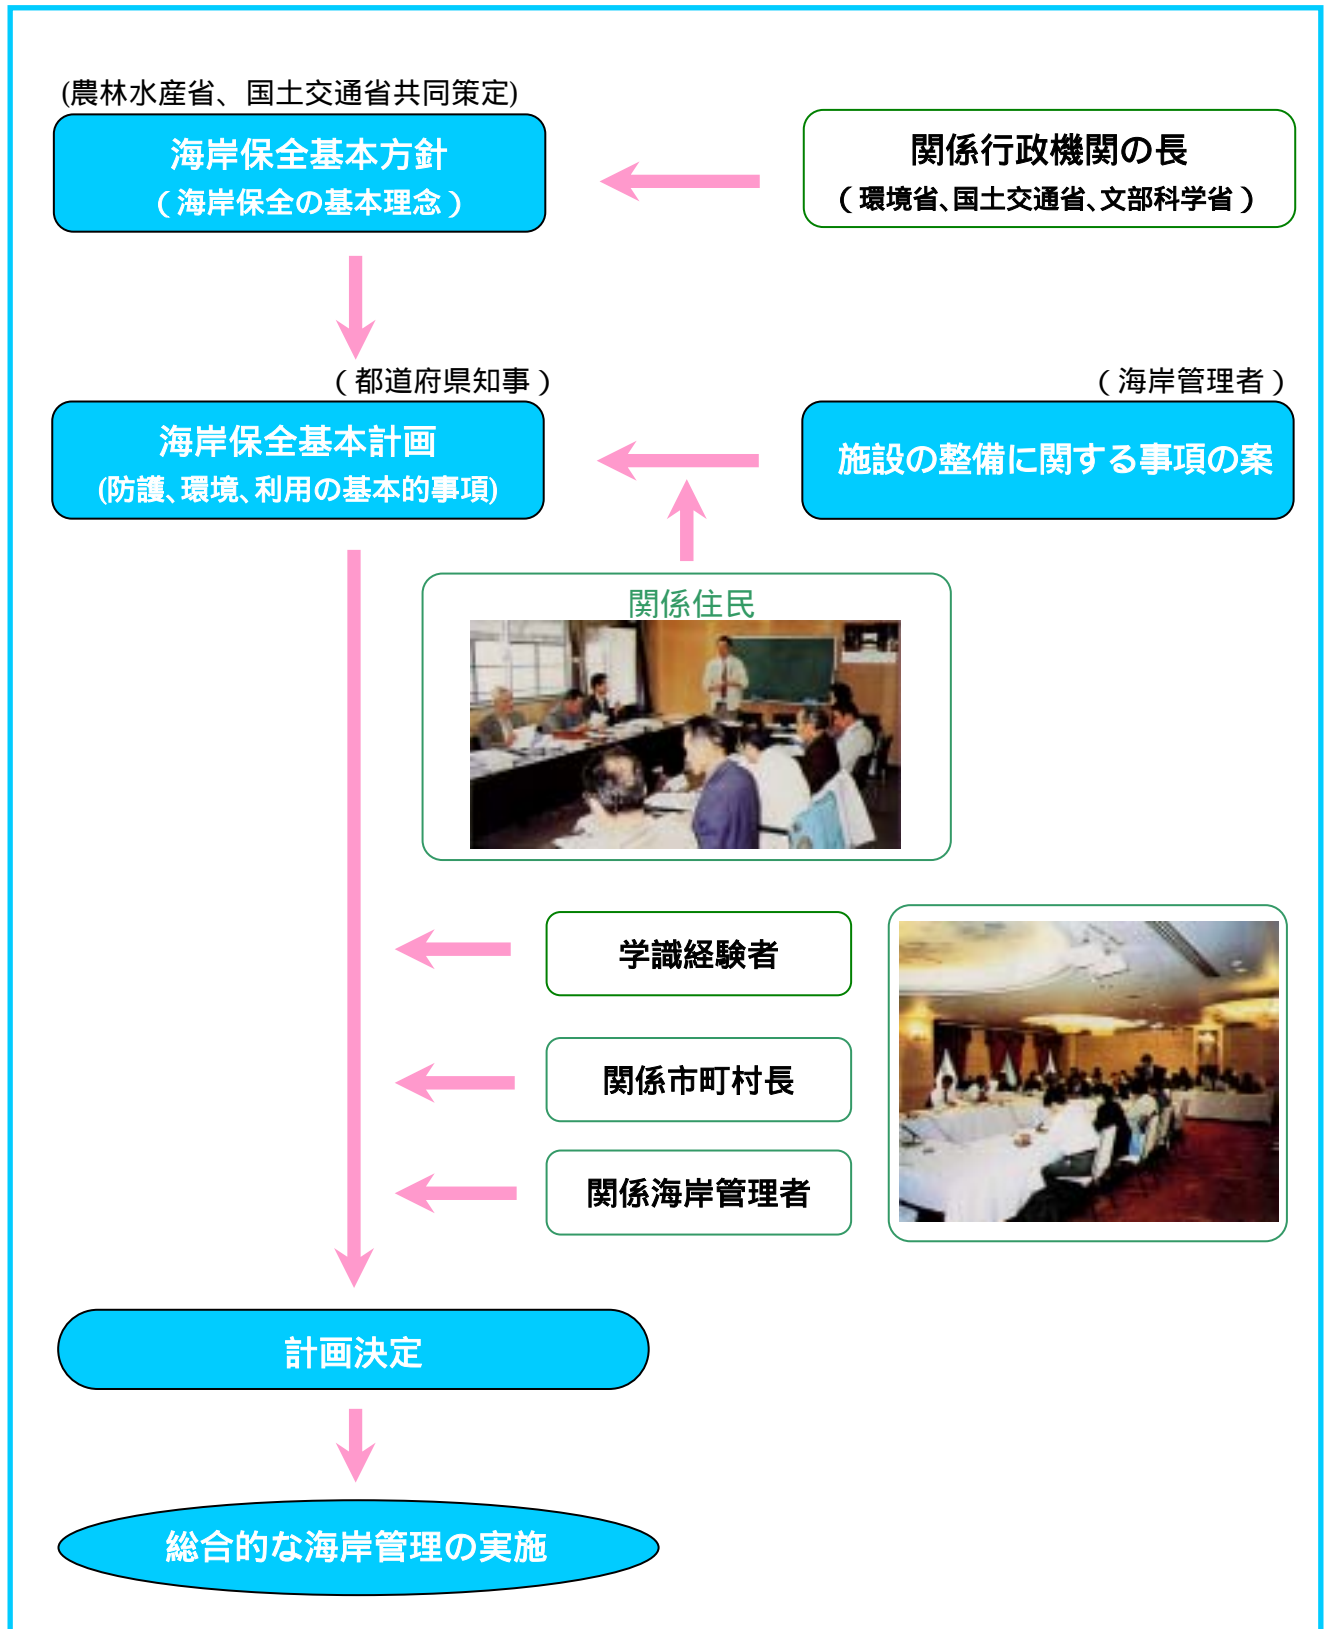 (農林水産省、国土交通省共同策定)
海岸保全基本方針
（海岸保全の基本理念）
関係行政機関の長
（環境省、国土交通省、文部科学省）
（都道府県知事）
海岸保全基本計画
(防護、環境、利用の基本的事項)
（海岸管理者）
施設の整備に関する事項の案
関係住民
学識経験者
関係市町村長
関係海岸管理者
計画決定
総合的な海岸管理の実施